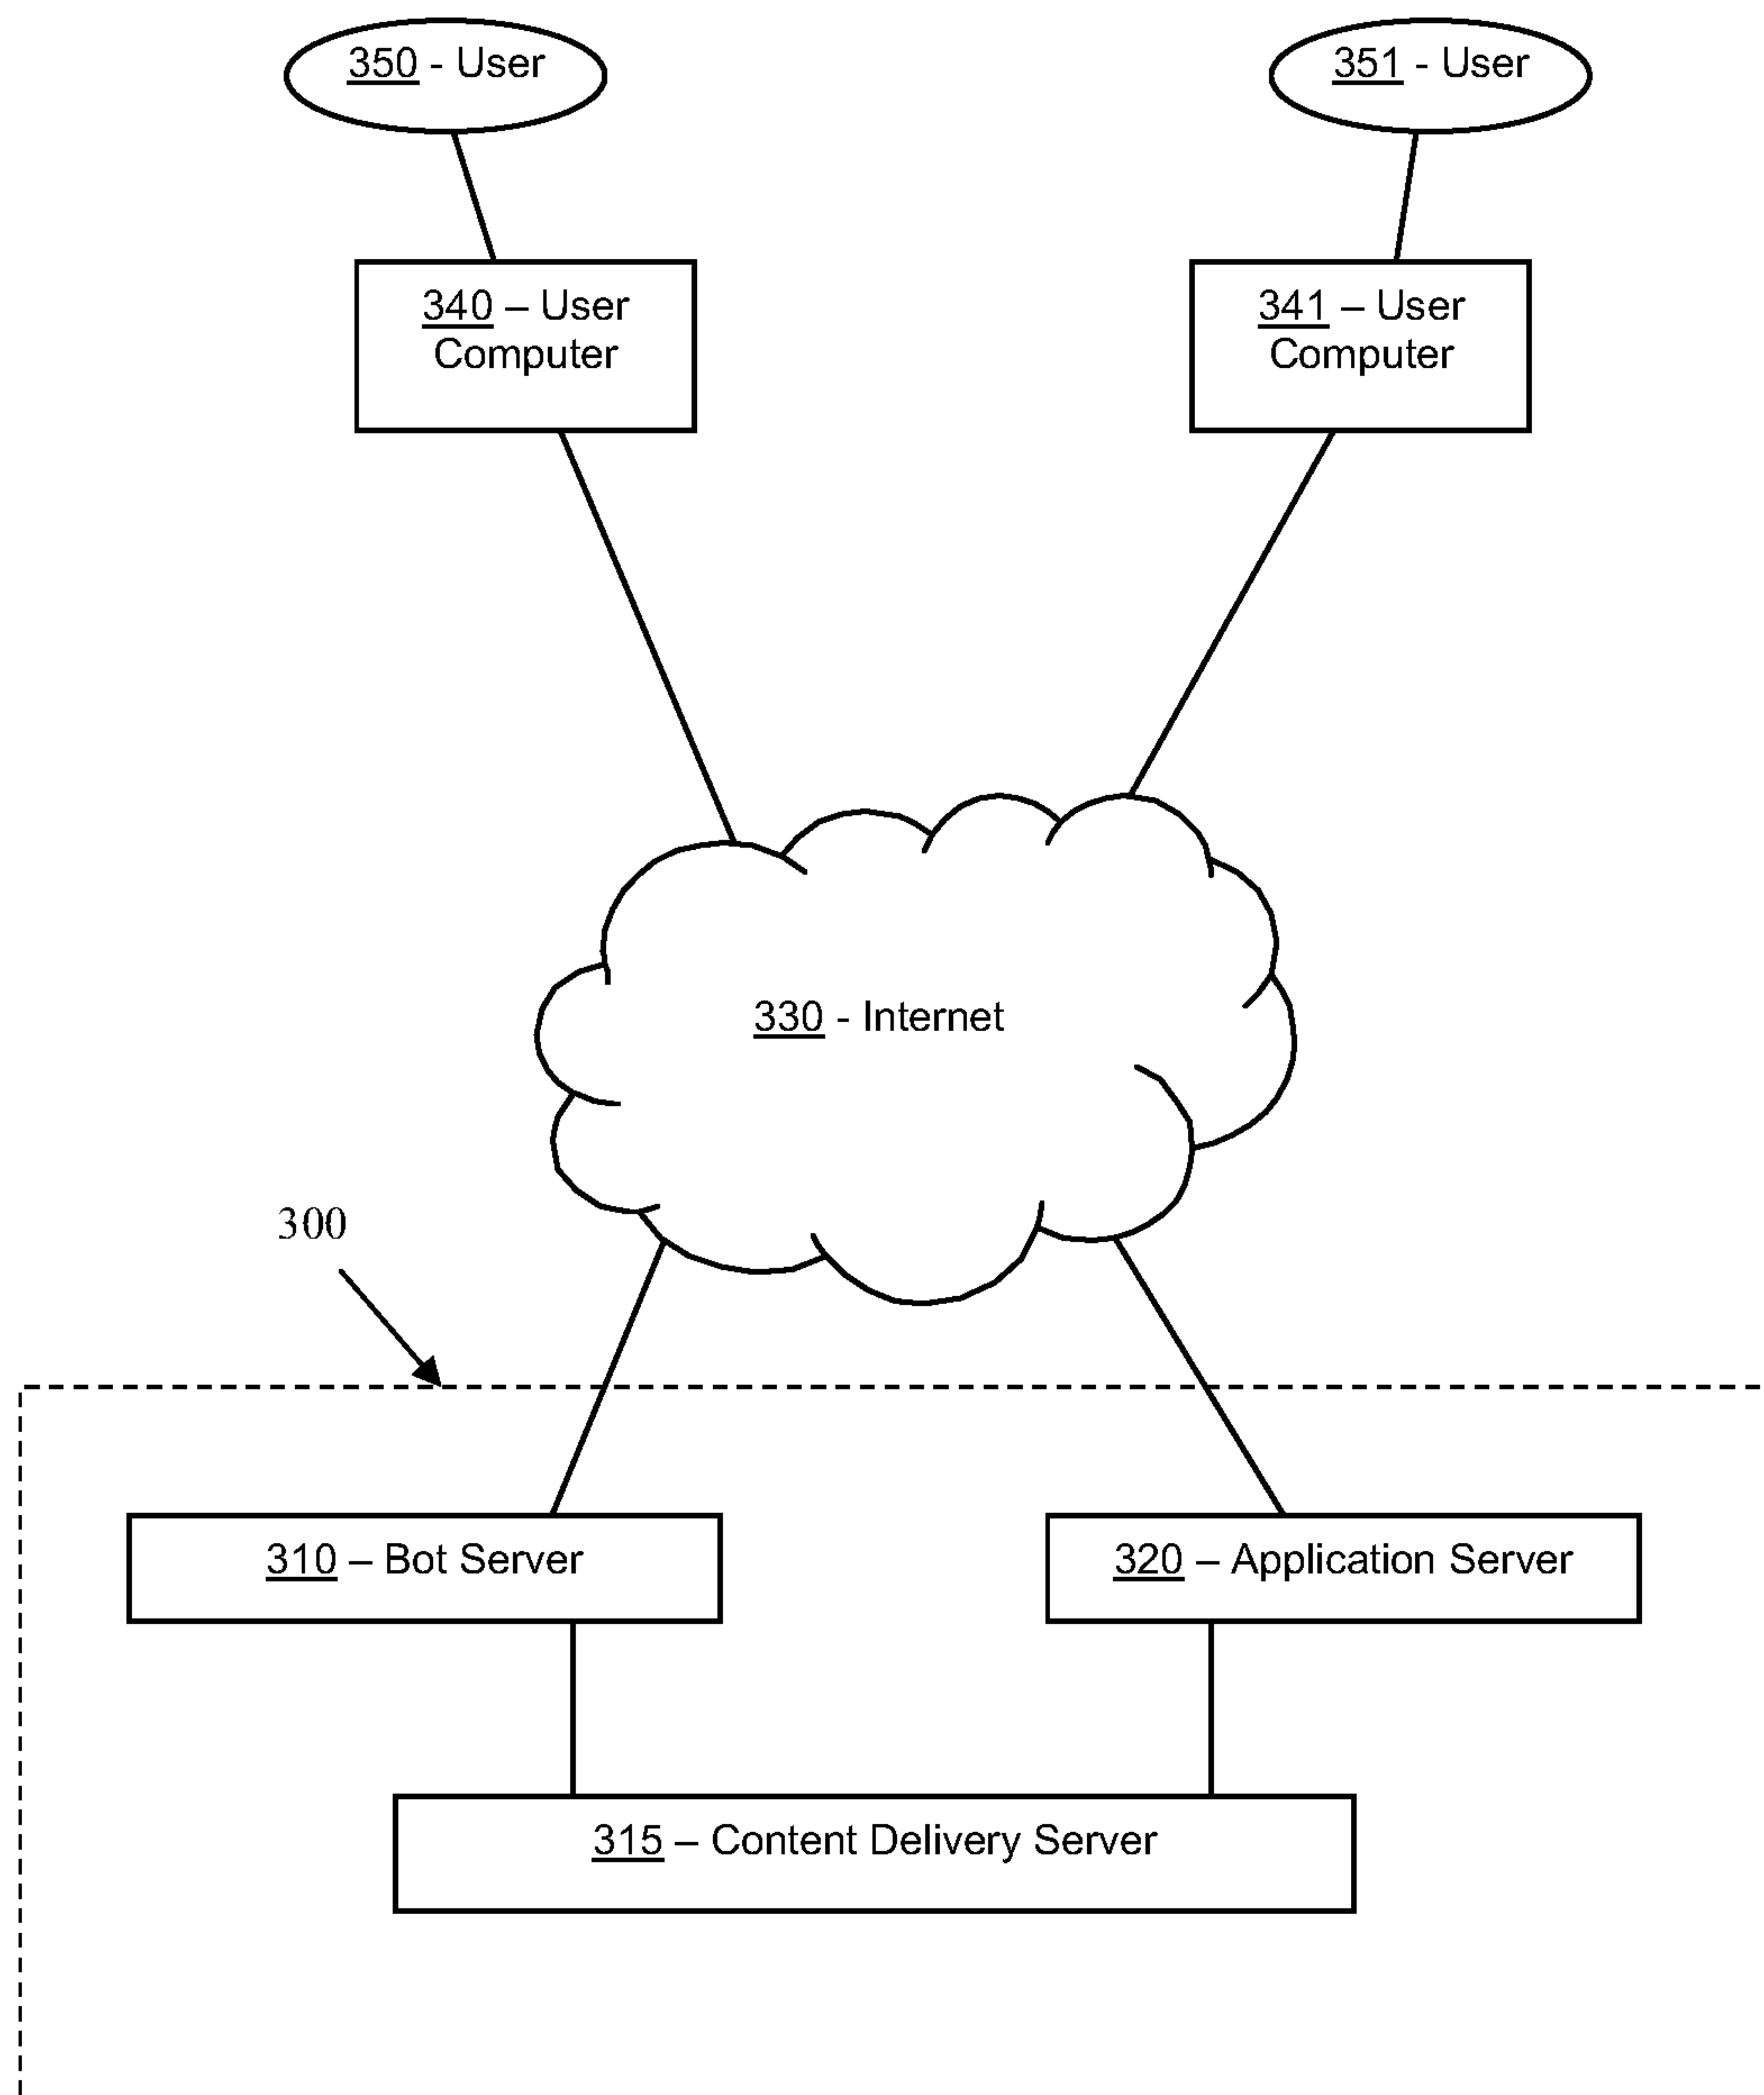 350 - User
351 - User
340 – User
Computer
341 – User
Computer
330 - Internet
300
310 – Bot Server
320 – Application Server
315 – Content Delivery Server